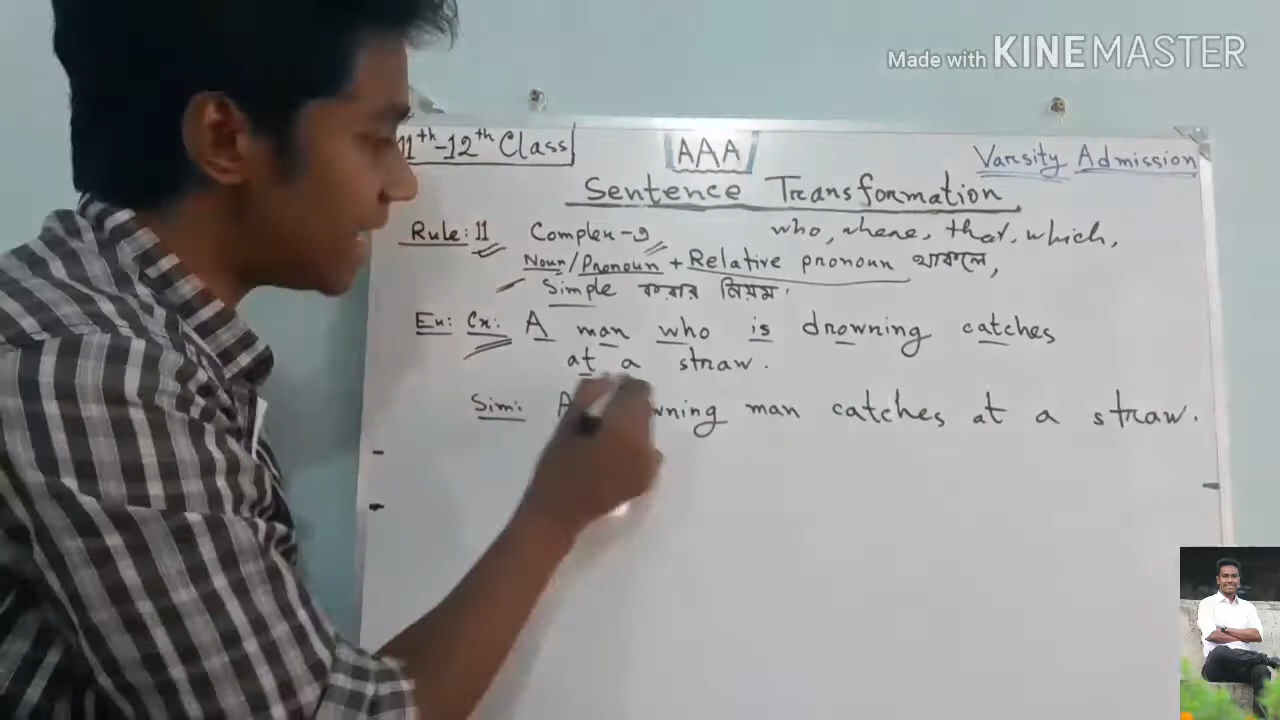 Made with KINEMASTER
11th-12th Class
AAA
Varsity Admission
Sentence Transformation
Rule: 11 Complex-এ who, where, that, which,
Noun/Pronoun + Relative pronoun থাকলে,
Simple করার নিয়ম.
Ex: Cx: A man who is drowning catches
at a straw.
Sim: man catches at a straw.